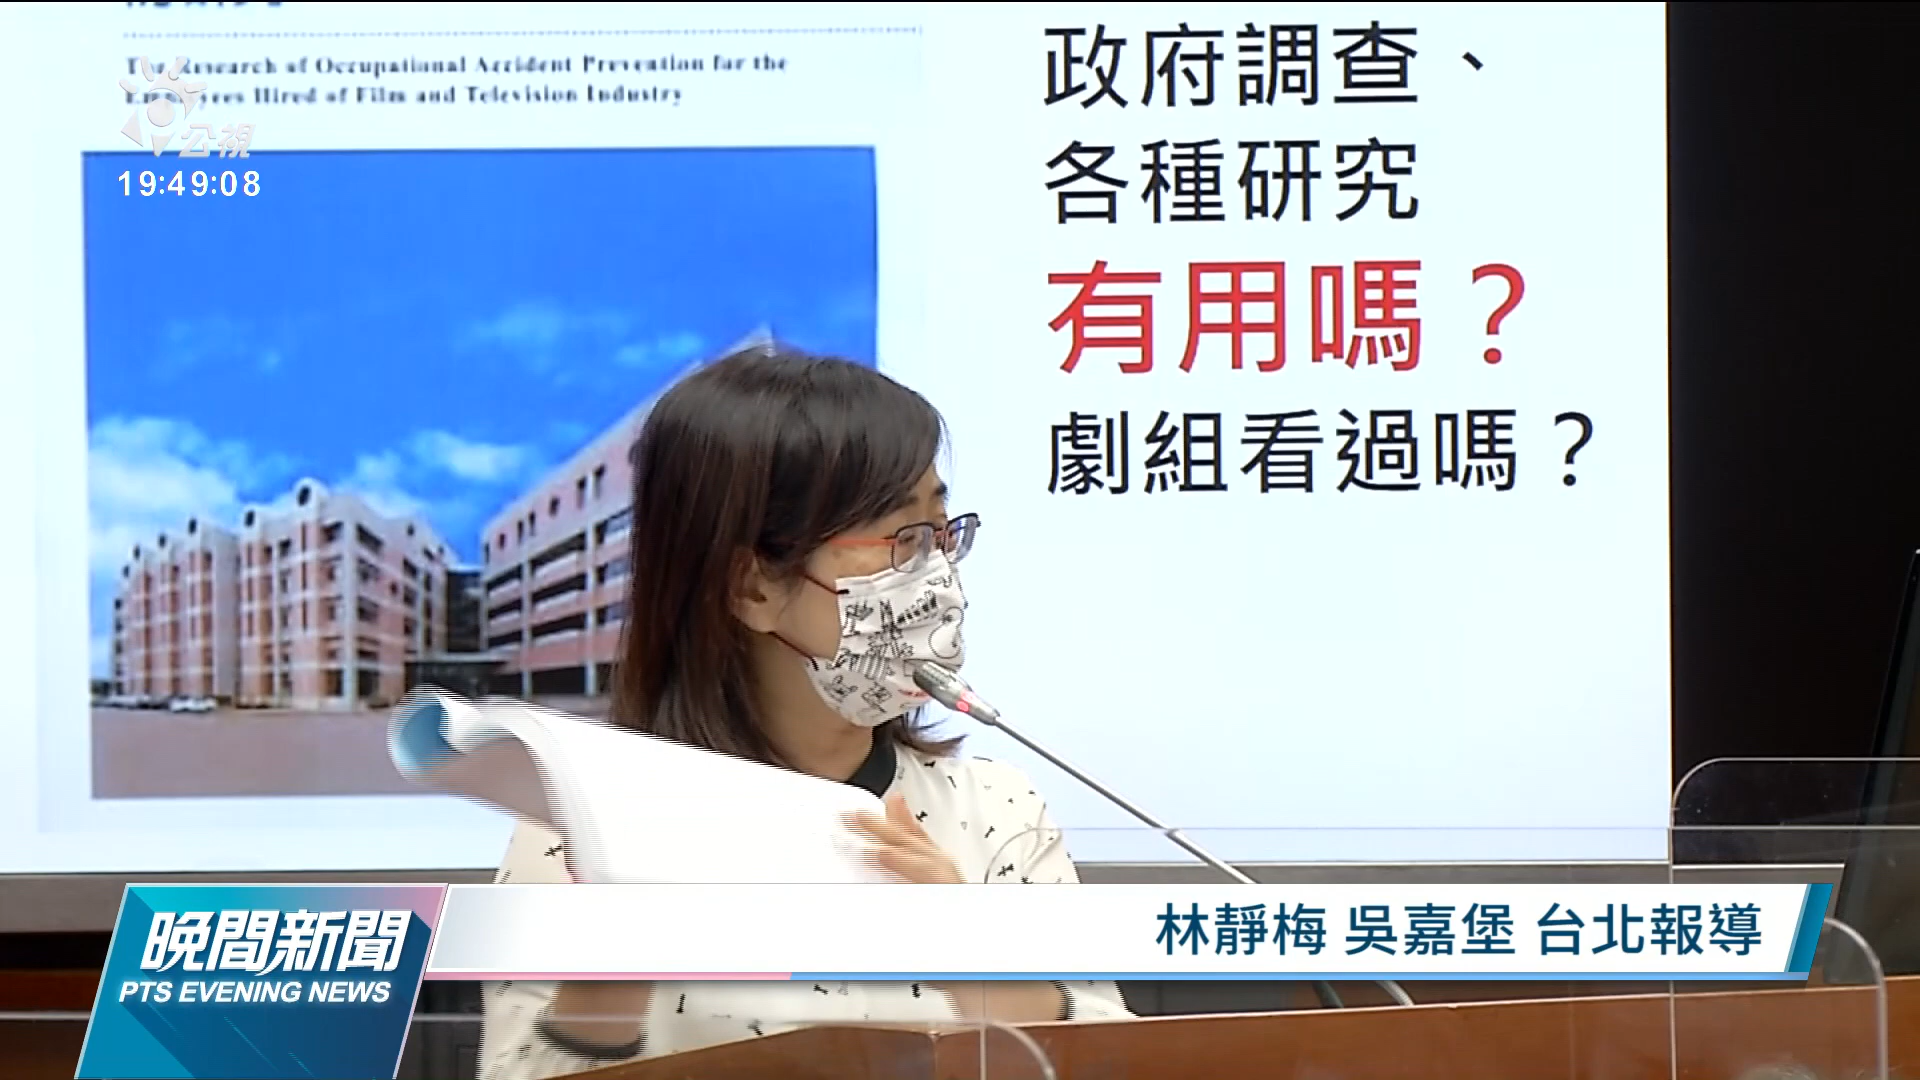 The Research of Occupational Accident Prevention for the
Employees Hired of Film and Television Industry
公視
19:49:08
政府調查、
各種研究
有用嗎？
劇組看過嗎？
晚間新聞
PTS EVENING NEWS
林靜梅 吳嘉堡 台北報導